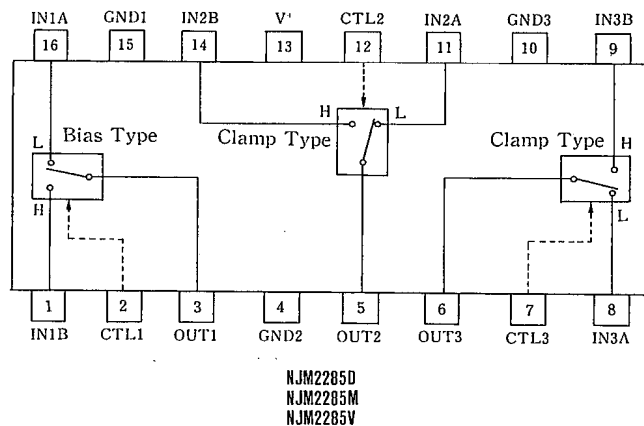 IN1A GND1 IN2B V+ CTL2 IN2A GND3 IN3B
16 15 14 13 12 11 10 9
H L
L Bias Type Clamp Type Clamp Type H
H L
1 2 3 4 5 6 7 8
IN1B CTL1 OUT1 GND2 OUT2 OUT3 CTL3 IN3A
NJM2285D
NJM2285M
NJM2285V